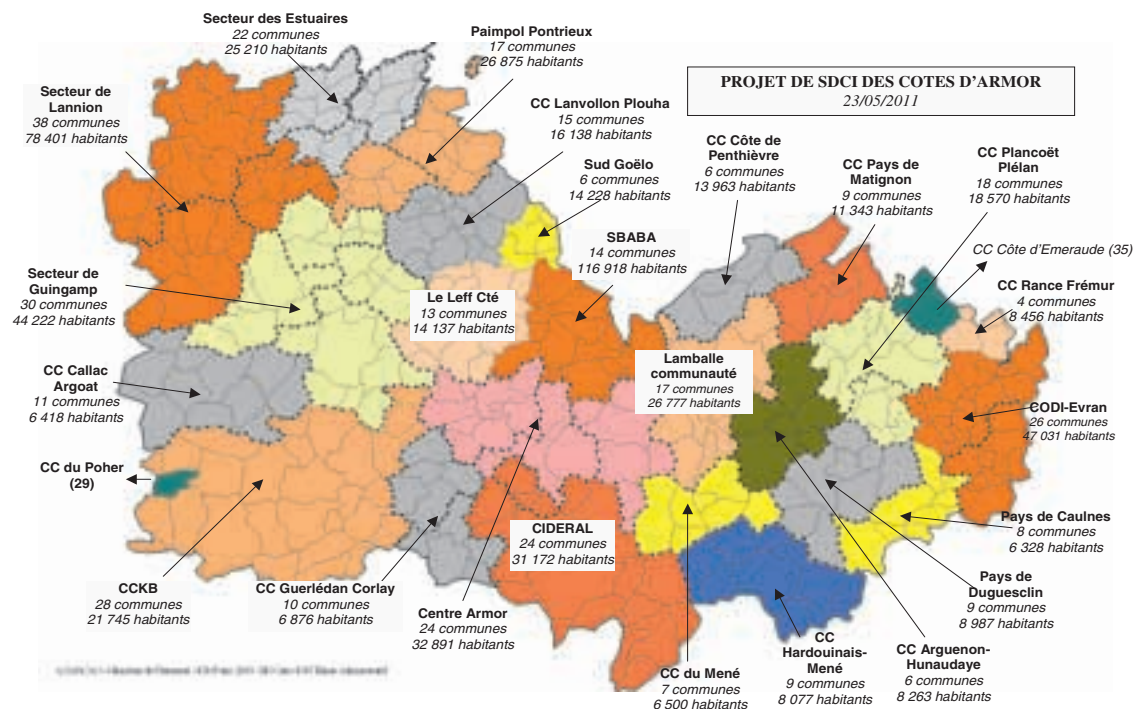 Secteur des Estuaires
22 communes
25 210 habitants
Paimpol Pontrieux
17 communes
26 875 habitants
PROJET DE SDCI DES COTES D'ARMOR
23/05/2011
Secteur de
Lannion
38 communes
78 401 habitants
CC Lanvollon Plouha
15 communes
16 138 habitants
Sud Goëlo
6 communes
14 228 habitants
CC Côte de
Penthièvre
6 communes
13 963 habitants
CC Pays de
Matignon
9 communes
11 343 habitants
CC Plancoët
Plélan
18 communes
18 570 habitants
SBABA
14 communes
116 918 habitants
CC Côte d'Emeraude (35)
Secteur de
Guingamp
30 communes
44 222 habitants
Le Leff Cté
13 communes
14 137 habitants
CC Rance Frémur
4 communes
8 456 habitants
Lamballe
communauté
17 communes
26 777 habitants
CC Callac
Argoat
11 communes
6 418 habitants
CODI-Evran
26 communes
47 031 habitants
CC du Poher
(29)
CIDERAL
24 communes
31 172 habitants
Pays de Caulnes
8 communes
6 328 habitants
CCKB
28 communes
21 745 habitants
CC Guerlédan Corlay
10 communes
6 876 habitants
Centre Armor
24 communes
32 891 habitants
Pays de
Duguesclin
9 communes
8 987 habitants
CC du Mené
7 communes
6 500 habitants
CC
Hardouinais-
Mené
9 communes
8 077 habitants
CC Arguenon-
Hunaudaye
6 communes
8 263 habitants